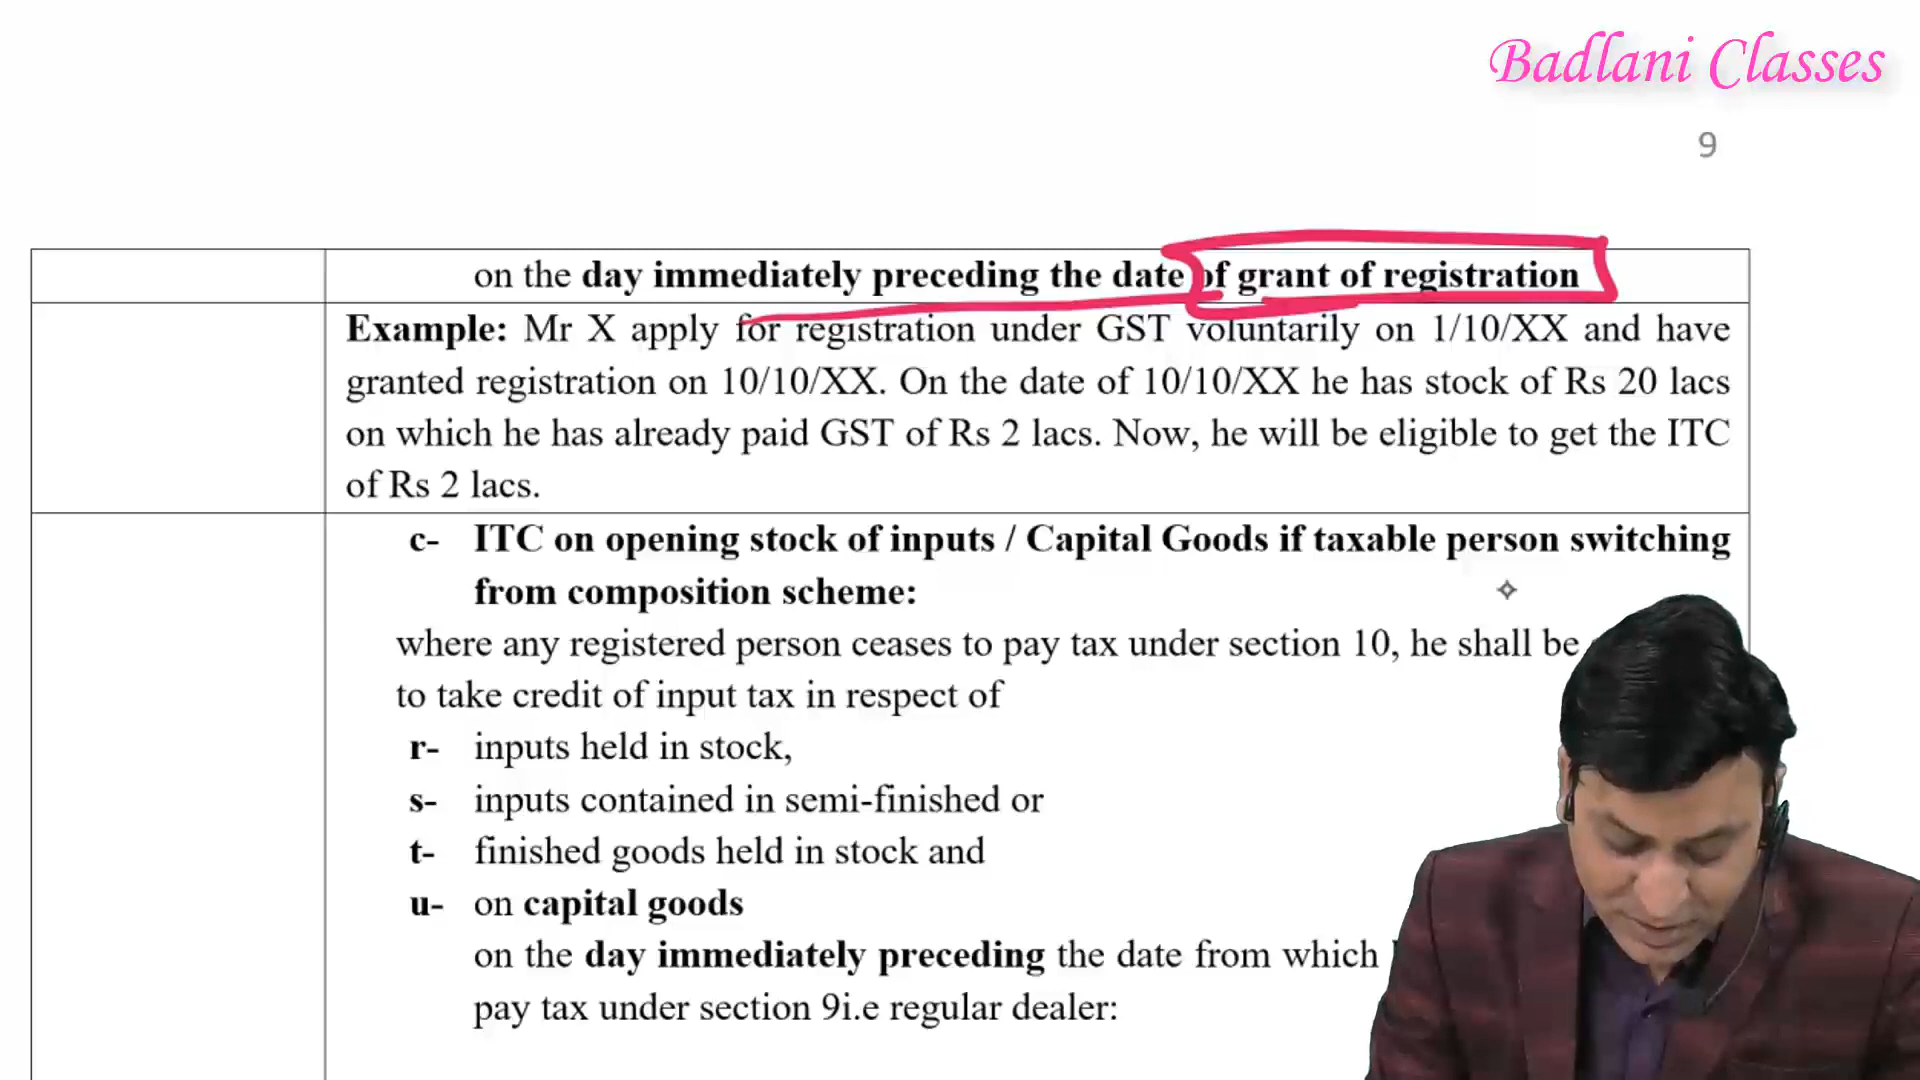 Badlani Classes
9
on the day immediately preceding the date of grant of registration
Example: Mr X apply for registration under GST voluntarily on 1/10/XX and have
granted registration on 10/10/XX. On the date of 10/10/XX he has stock of Rs 20 lacs
on which he has already paid GST of Rs 2 lacs. Now, he will be eligible to get the ITC
of Rs 2 lacs.
c- ITC on opening stock of inputs / Capital Goods if taxable person switching
from composition scheme:
where any registered person ceases to pay tax under section 10, he shall be
to take credit of input tax in respect of
r- inputs held in stock,
s- inputs contained in semi-finished or
t- finished goods held in stock and
u- on capital goods
on the day immediately preceding the date from which
pay tax under section 9i.e regular dealer: